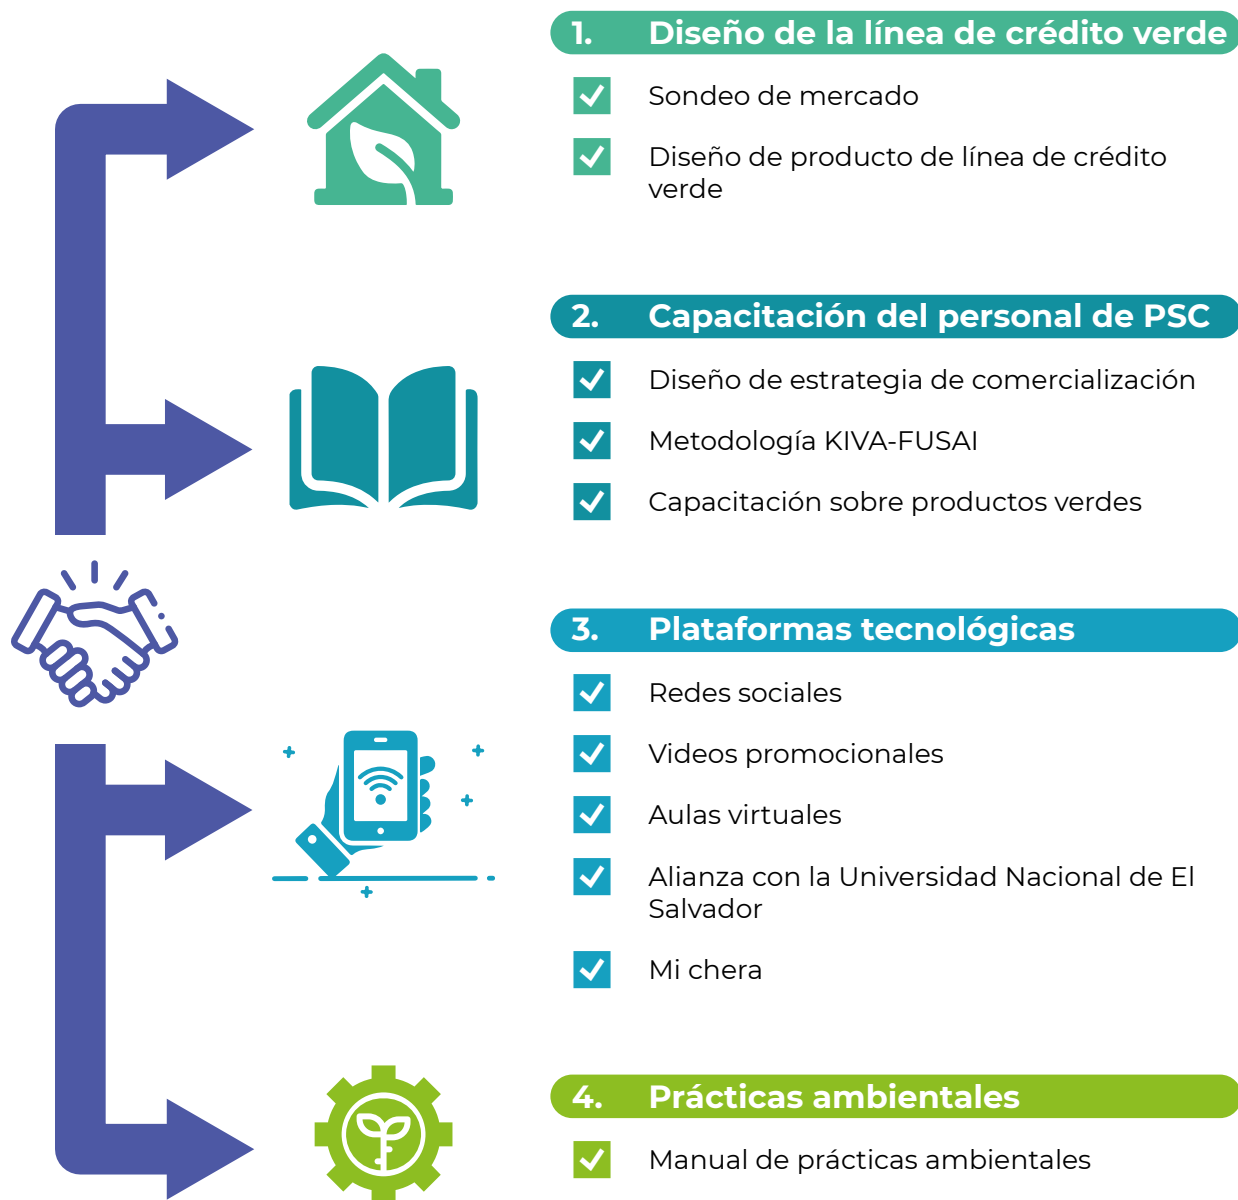 1. Diseño de la línea de crédito verde
Sondeo de mercado
Diseño de producto de línea de crédito
verde
2. Capacitación del personal de PSC
Diseño de estrategia de comercialización
Metodología KIVA-FUSAI
Capacitación sobre productos verdes
3. Plataformas tecnológicas
Redes sociales
Videos promocionales
Aulas virtuales
Alianza con la Universidad Nacional de El
Salvador
Mi chera
4. Prácticas ambientales
Manual de prácticas ambientales